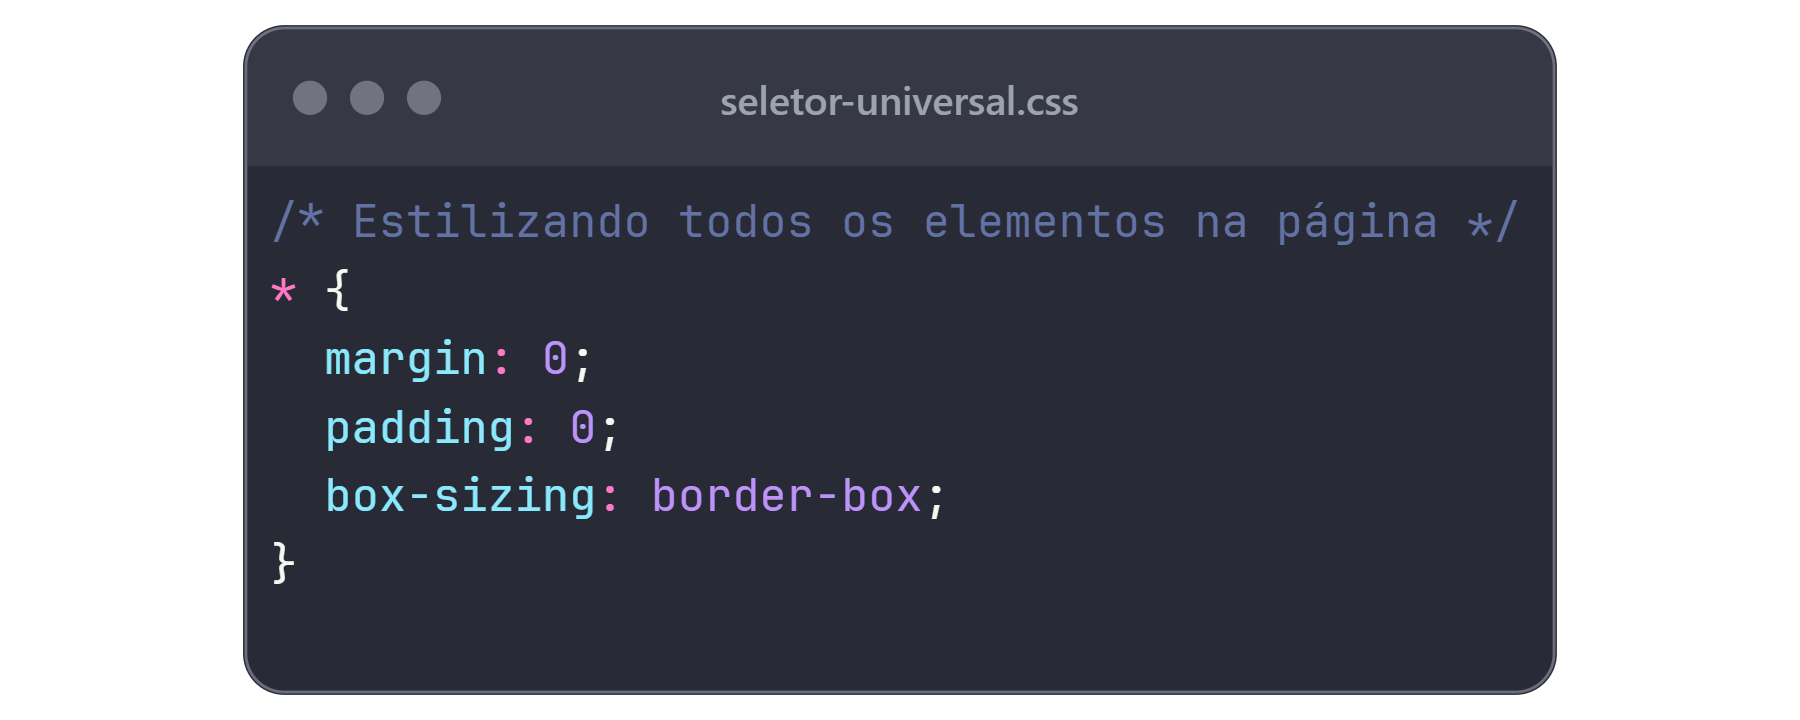 seletor-universal.css
/* Estilizando todos os elementos na página */
* {
  margin: 0;
  padding: 0;
  box-sizing: border-box;
}